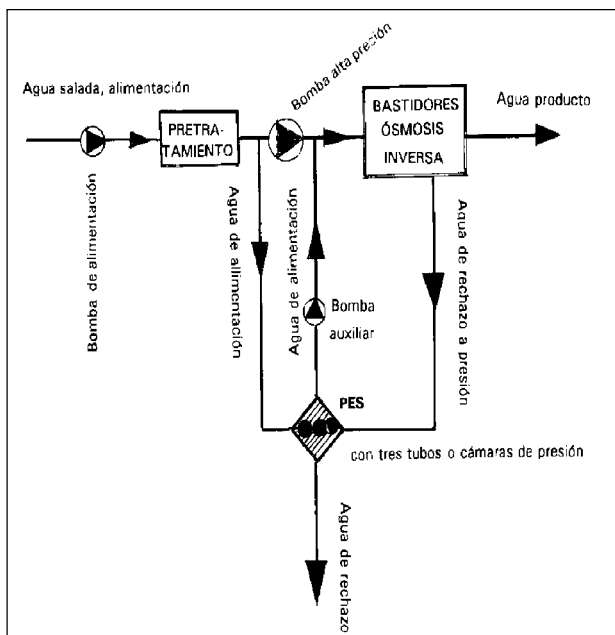 Agua salada, alimentación
Bomba de alimentación
PRETRA-
TAMIENTO
Bomba alta presión
BASTIDORES
ÓSMOSIS
INVERSA
Agua producto
Agua de allimentación
Agua de alimentación
Bomba
auxiliar
Agua de rechazo a presión
PES
con tres tubos o cámaras de presión
Agua de rechazo